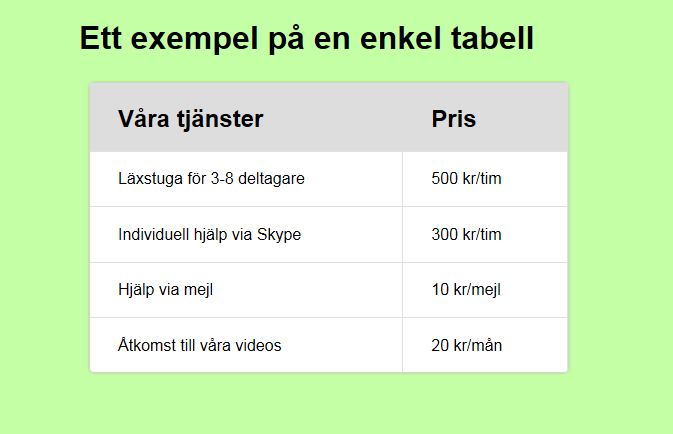 Ett exempel på en enkel tabell
Våra tjänster Pris
Läxstuga för 3-8 deltagare 500 kr/tim
Individuell hjälp via Skype 300 kr/tim
Hjälp via mejl 10 kr/mejl
Åtkomst till våra videos 20 kr/mån